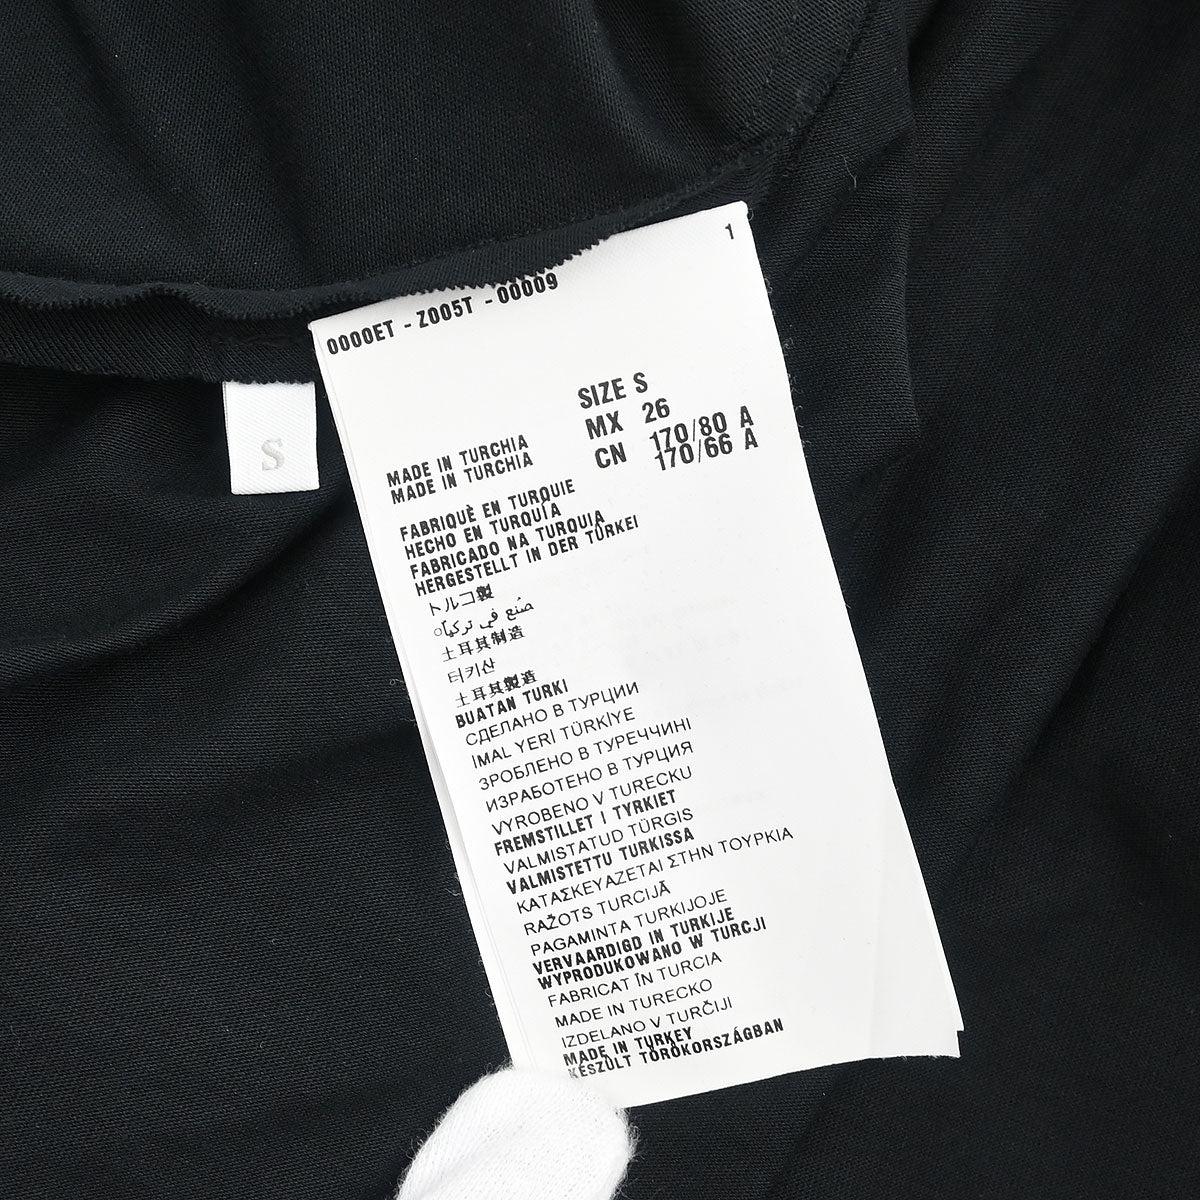 1
0000ET - Z005T - 00009
SIZE S
MX 26
CN 170/80 A
170/66 A
S
MADE IN TURCHIA
MADE IN TURCHIA
FABRIQUÈ EN TURQUIE
HECHO EN TURQUÍA
FABRICADO NA TURQUIA
HERGESTELLT IN DER TÜRKEI
トルコ製
صُنع في تركيا
土耳其制造
터키산
土耳其製造
BUATAN TURKI
СДЕЛАНО В ТУРЦИИ
IMAL YERİ TÜRKİYE
ЗРОБЛЕНО В ТУРЕЧЧИНІ
ИЗРАБОТЕНО В ТУРЦИЯ
VYROBENO V TURECKU
FREMSTILLET I TYRKIET
VALMISTATUD TÜRGIS
VALMISTETTU TURKISSA
ΚΑΤΑΣΚΕΥΑΖΕΤΑΙ ΣΤΗΝ ΤΟΥΡΚΙΑ
RAŽOTS TURCIJĀ
PAGAMINTA TURKIJOJE
VERVAARDIGD IN TURKIJE
WYPRODUKOWANO W TURCJI
FABRICAT ÎN TURCIA
MADE IN TURECKO
IZDELANO V TURČIJI
MADE IN TURKEY
KÉSZÜLT TÖRÖKORSZÁGBAN